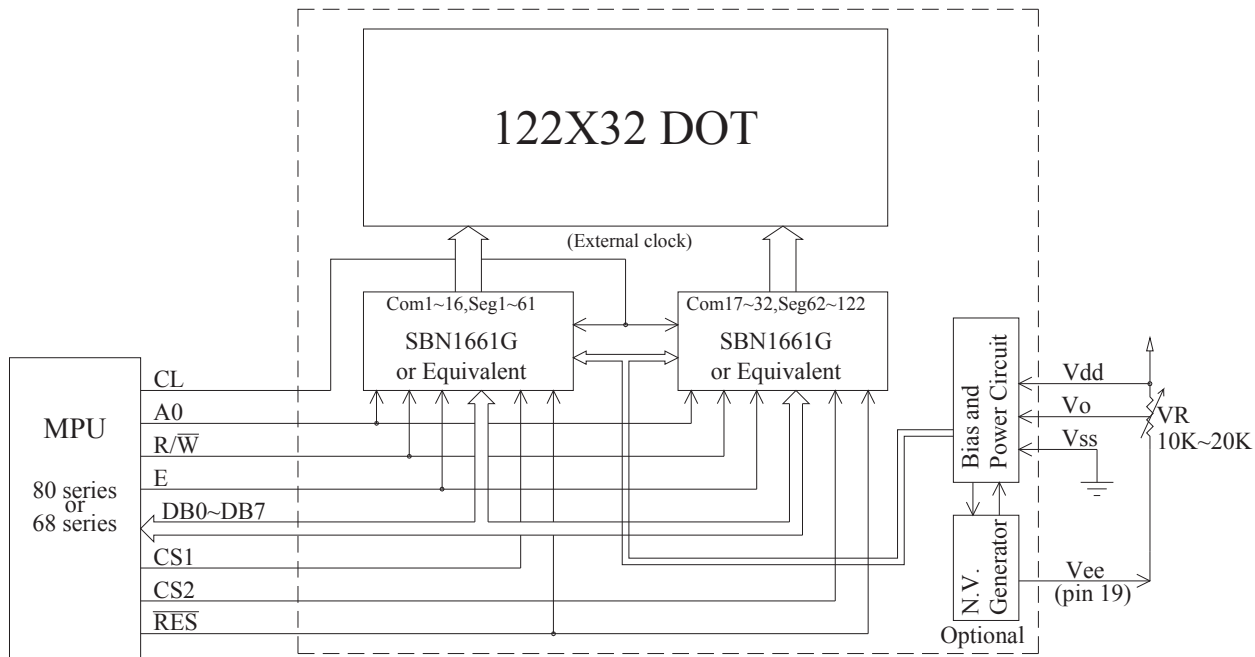 122X32 DOT
(External clock)
Com1~16,Seg1~61
SBN1661G
or Equivalent
Com17~32,Seg62~122
SBN1661G
or Equivalent
MPU
80 series
or
68 series
CL
A0
R/W̅
E
DB0~DB7
CS1
CS2
R̅E̅S̅
Bias and
Power Circuit
Vdd
Vo
Vss
VR
10K~20K
N.V.
Generator
Optional
Vee
(pin 19)